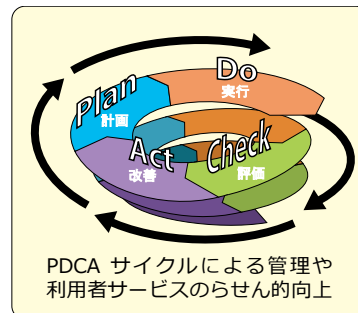 Plan
計画
Do
実行
Check
評価
Act
改善
PDCA サイクルによる管理や
利用者サービスのらせん的向上